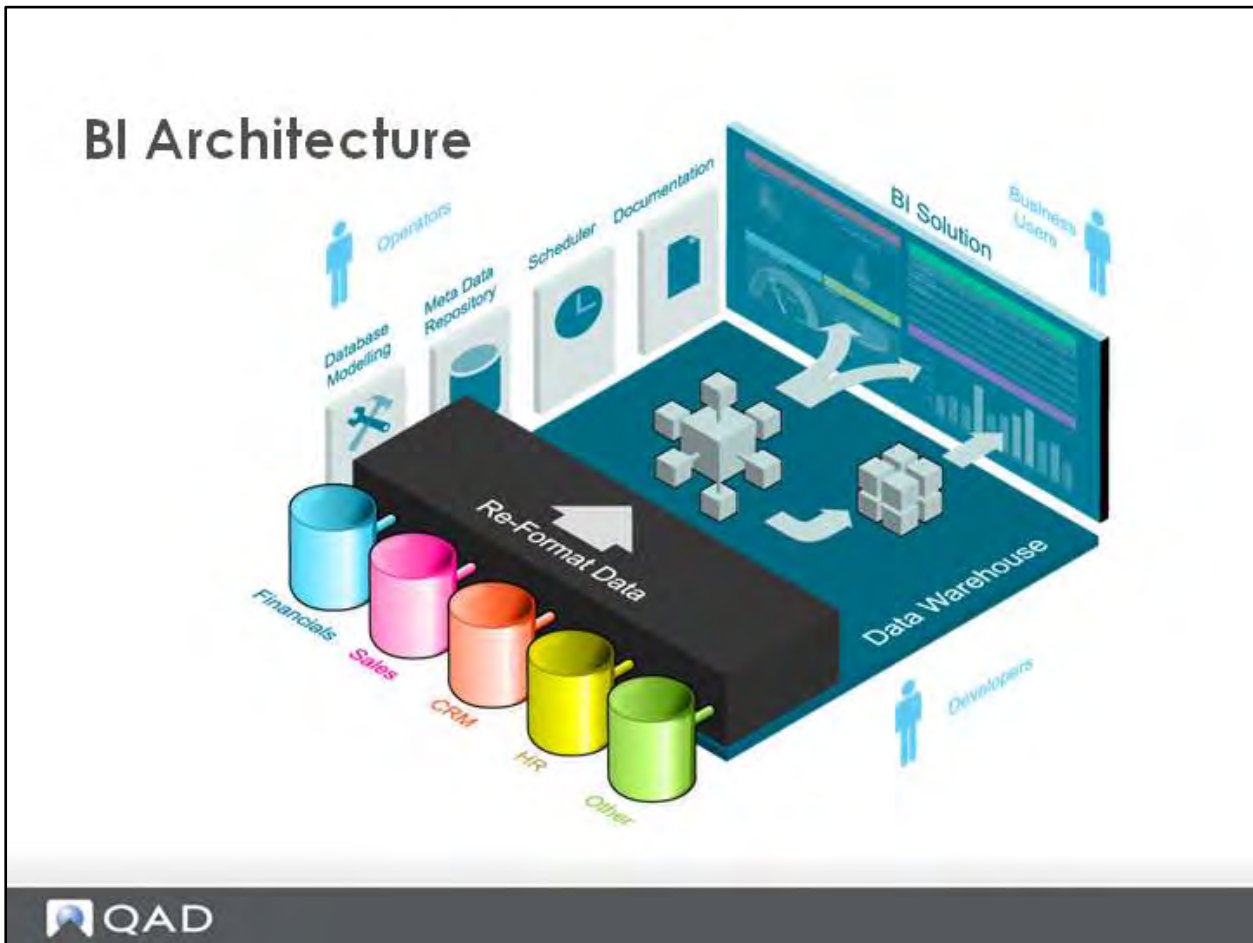 BI Architecture
Operators
Database
Modelling
Meta Data
Repository
Scheduler
Documentation
BI Solution
Business
Users
Re-Format Data
Data Warehouse
Financials
Sales
CRM
HR
Other
Developers
QAD